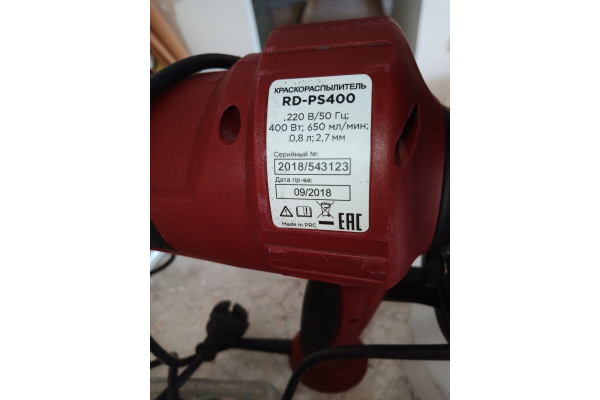 КРАСКОРАСПЫЛИТЕЛЬ
RD-PS400
220 В/50 Гц;
400 Вт; 650 мл/мин;
0,8 л; 2,7 мм
Серийный №:
2018/543123
Дата пр-ва:
09/2018
Made in PRC
EAC